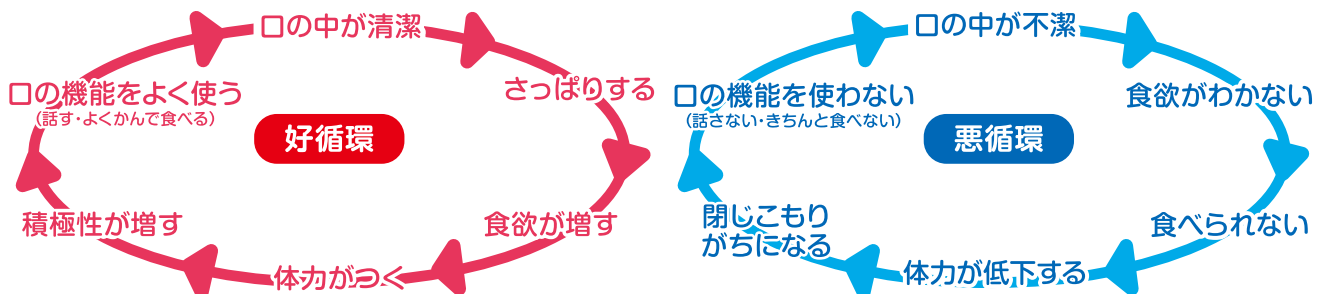 口の中が清潔
さっぱりする
食欲が増す
体力がつく
積極性が増す
口の機能をよく使う
（話す・よくかんで食べる）
好循環
口の中が不潔
食欲がわかない
食べられない
体力が低下する
閉じこもり
がちになる
口の機能を使わない
（話さない・きちんと食べない）
悪循環